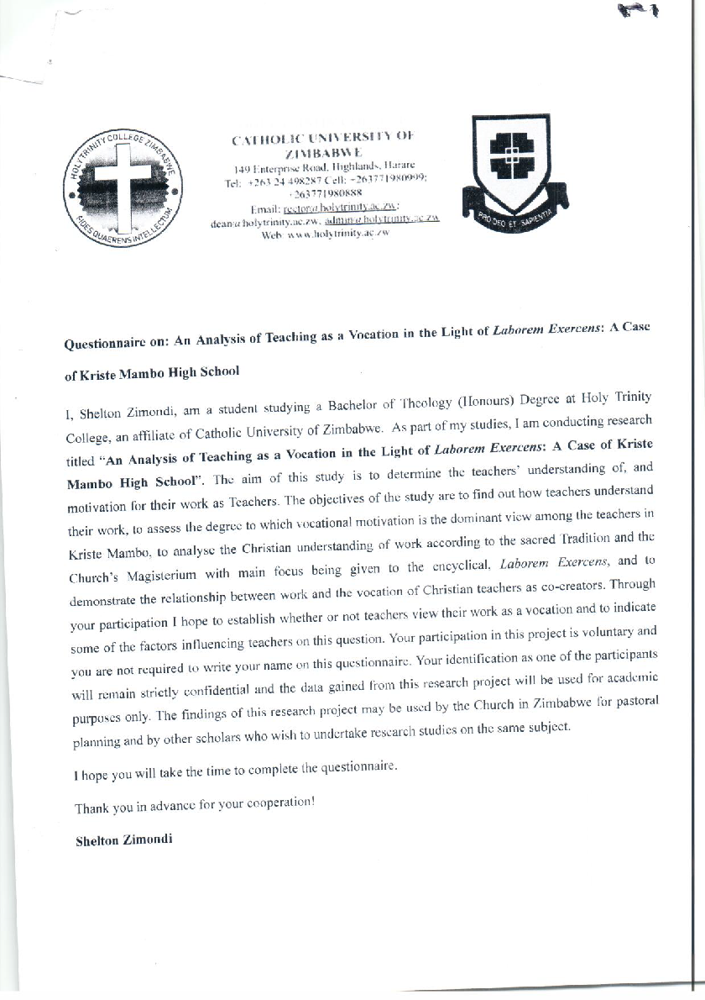 HOLY TRINITY COLLEGE ZIMBABWE
FIDES QUAERENS INTELLECTUM
CATHOLIC UNIVERSITY OF
ZIMBABWE
149 Enterprise Road, Highlands, Harare
Tel: +263 24 498287 Cell: +263771980999;
+263771980888
Email: rector@holytrinity.ac.zw;
dean@holytrinity.ac.zw, admin@holytrinity.ac.zw
Web: www.holytrinity.ac.zw
PRO DEO ET SAPIENTIA
Questionnaire on: An Analysis of Teaching as a Vocation in the Light of Laborem Exercens: A Case
of Kriste Mambo High School
I, Shelton Zimondi, am a student studying a Bachelor of Theology (Honours) Degree at Holy Trinity
College, an affiliate of Catholic University of Zimbabwe. As part of my studies, I am conducting research
titled “An Analysis of Teaching as a Vocation in the Light of Laborem Exercens: A Case of Kriste
Mambo High School”. The aim of this study is to determine the teachers’ understanding of, and
motivation for their work as Teachers. The objectives of the study are to find out how teachers understand
their work, to assess the degree to which vocational motivation is the dominant view among the teachers in
Kriste Mambo, to analyse the Christian understanding of work according to the sacred Tradition and the
Church’s Magisterium with main focus being given to the encyclical, Laborem Exercens, and to
demonstrate the relationship between work and the vocation of Christian teachers as co-creators. Through
your participation I hope to establish whether or not teachers view their work as a vocation and to indicate
some of the factors influencing teachers on this question. Your participation in this project is voluntary and
you are not required to write your name on this questionnaire. Your identification as one of the participants
will remain strictly confidential and the data gained from this research project will be used for academic
purposes only. The findings of this research project may be used by the Church in Zimbabwe for pastoral
planning and by other scholars who wish to undertake research studies on the same subject.
I hope you will take the time to complete the questionnaire.
Thank you in advance for your cooperation!
Shelton Zimondi